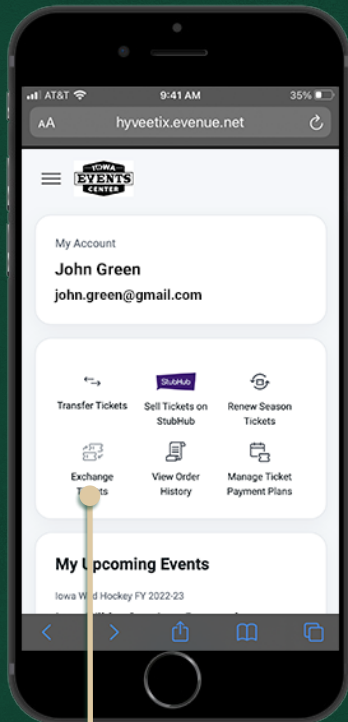 AT&T 9:41 AM 35%
AA hyveetix.evenue.net
IOWA
EVENTS
CENTER
My Account
John Green
john.green@gmail.com
Transfer Tickets
StubHub
Sell Tickets on
StubHub
Renew Season
Tickets
Exchange
View Order
History
Manage Ticket
Payment Plans
My Upcoming Events
Iowa Wild Hockey FY 2022-23